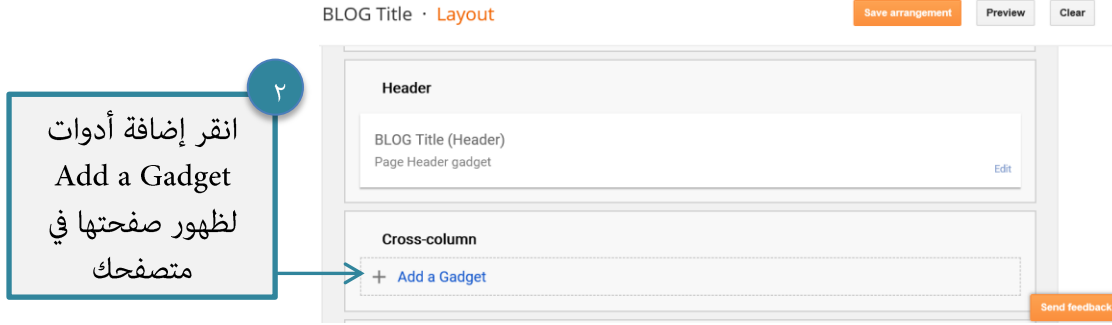 BLOG Title · Layout
Save arrangement
Preview
Clear
Header
BLOG Title (Header)
Page Header gadget
Edit
٢
انقر إضافة أدوات
Add a Gadget
لظهور صفحتها في
متصفحك
Cross-column
+ Add a Gadget
Send feedback